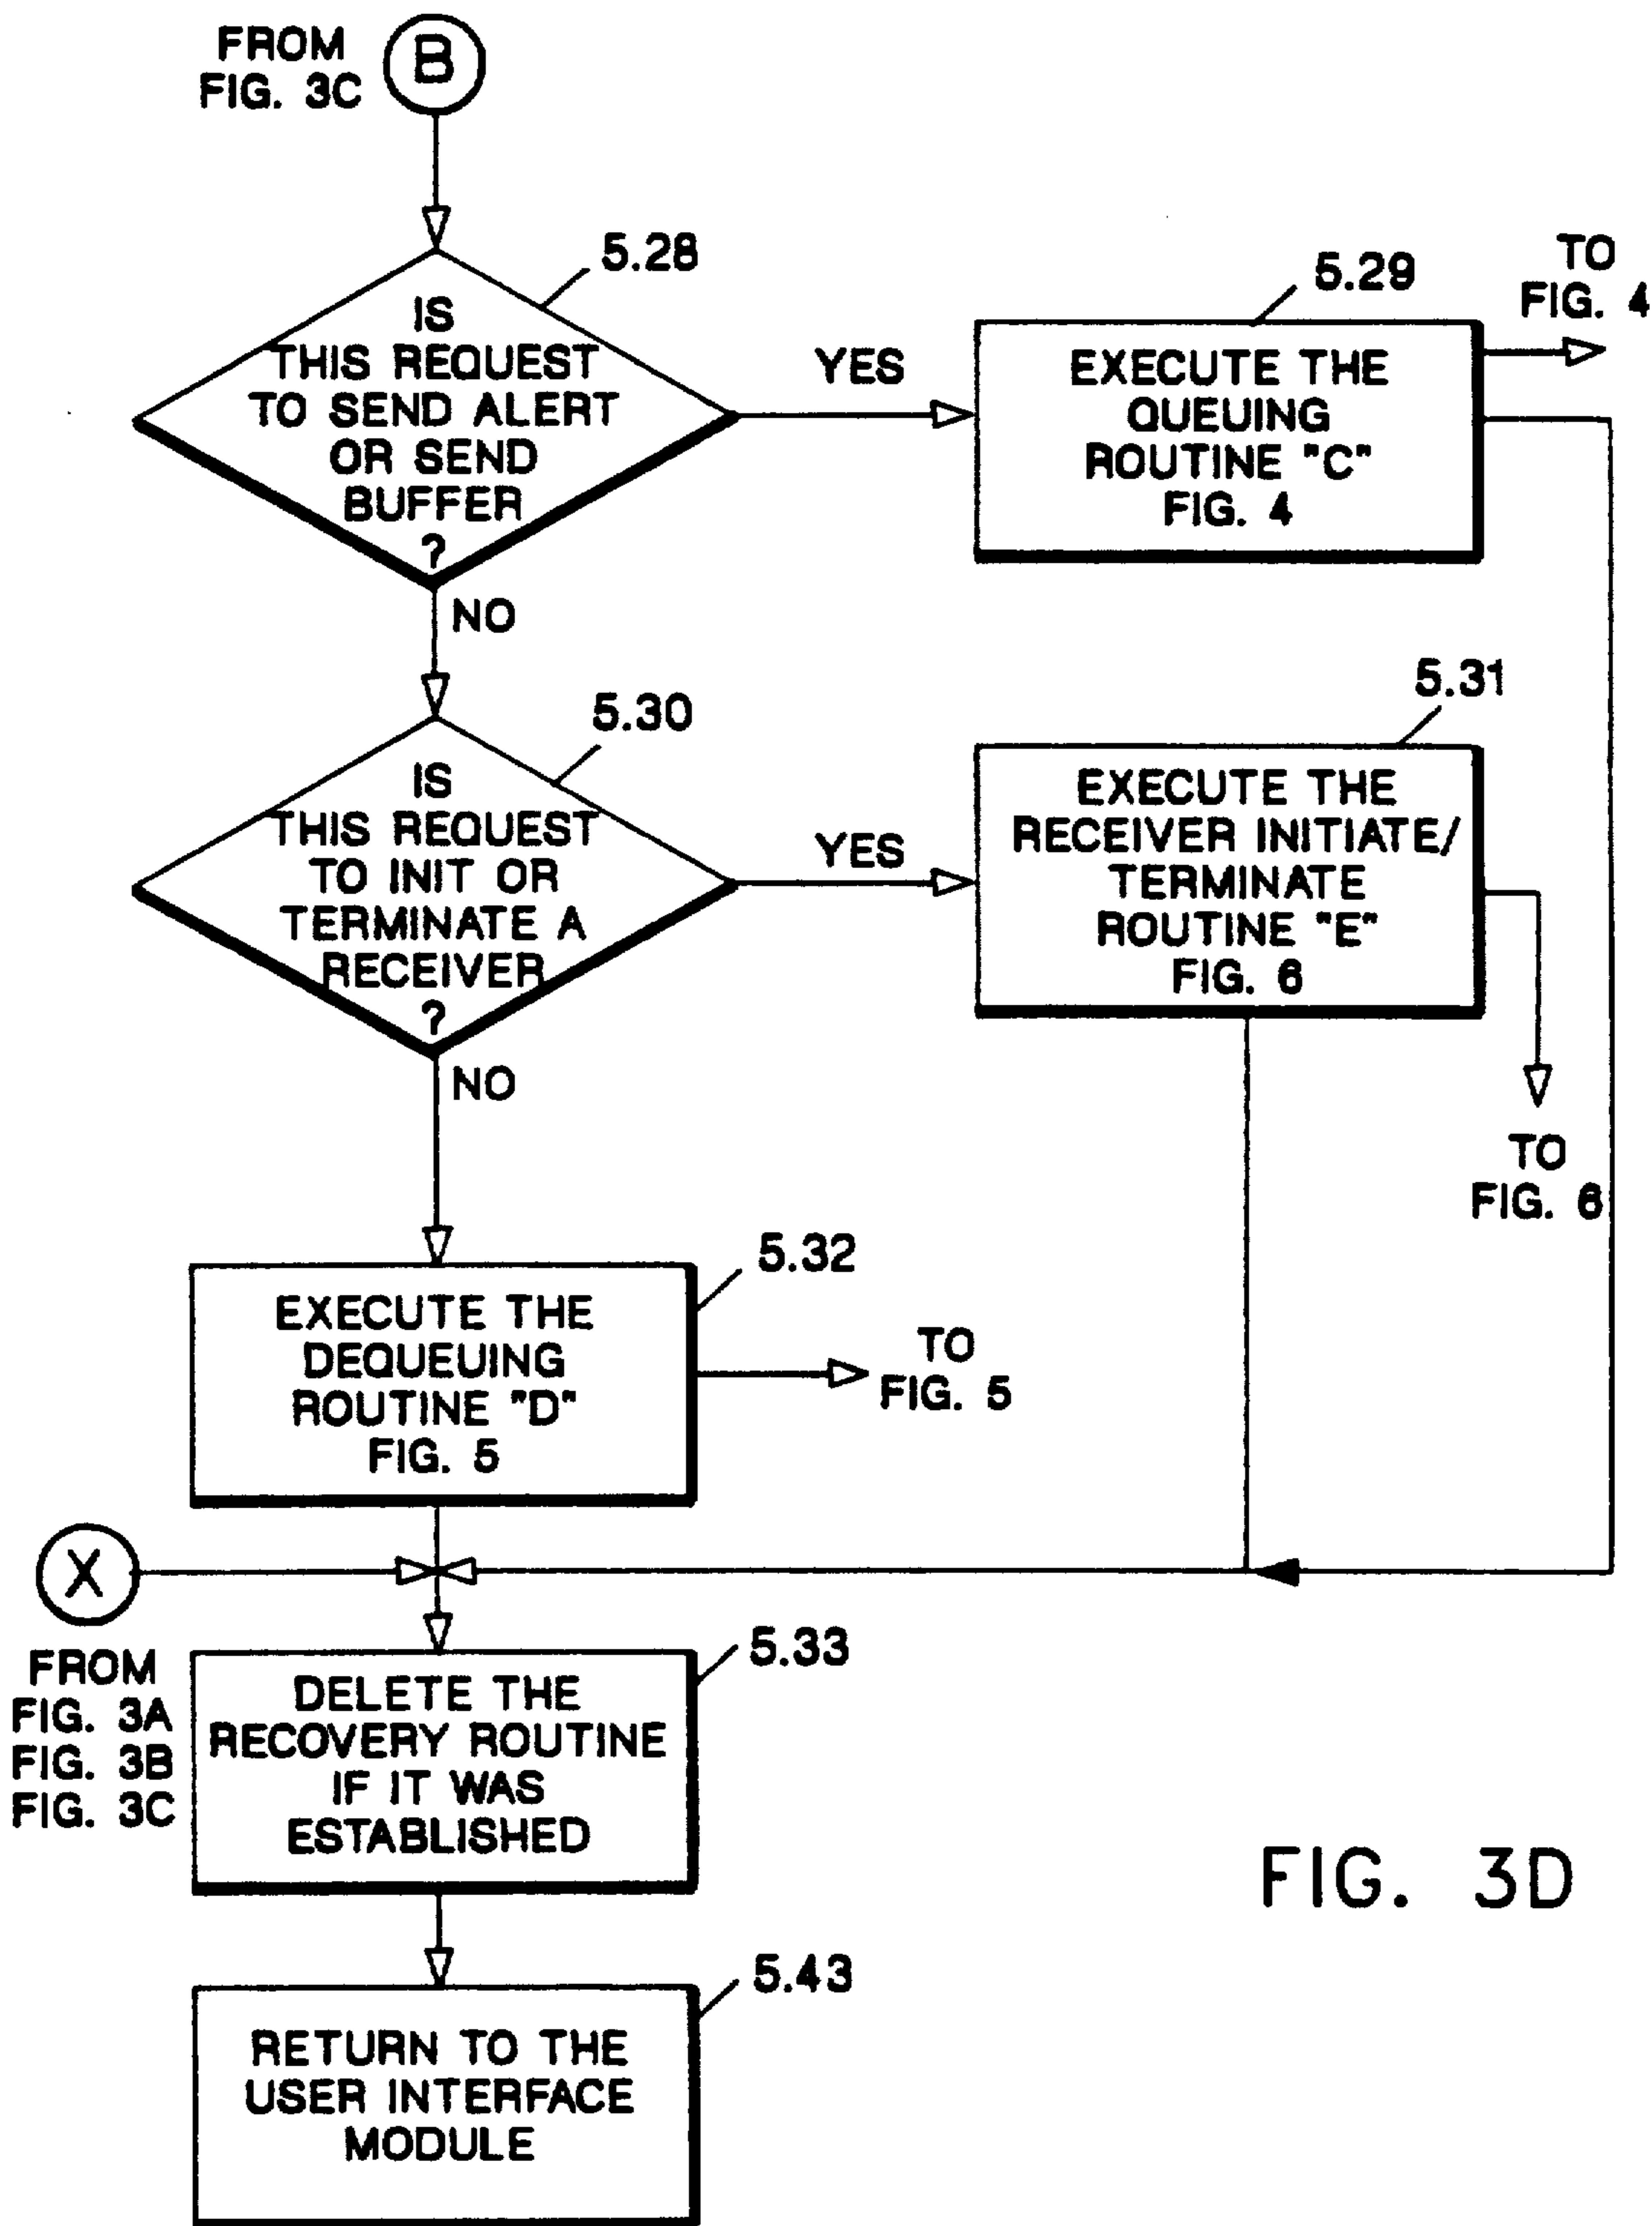 FROM
FIG. 3C
B
5.28
IS
THIS REQUEST
TO SEND ALERT
OR SEND
BUFFER
?
YES
NO
5.29
EXECUTE THE
QUEUING
ROUTINE "C"
FIG. 4
TO
FIG. 4
5.30
IS
THIS REQUEST
TO INIT OR
TERMINATE A
RECEIVER
?
YES
NO
5.31
EXECUTE THE
RECEIVER INITIATE/
TERMINATE
ROUTINE "E"
FIG. 6
TO
FIG. 6
5.32
EXECUTE THE
DEQUEUING
ROUTINE "D"
FIG. 5
TO
FIG. 5
X
FROM
FIG. 3A
FIG. 3B
FIG. 3C
5.33
DELETE THE
RECOVERY ROUTINE
IF IT WAS
ESTABLISHED
5.43
RETURN TO THE
USER INTERFACE
MODULE
FIG. 3D